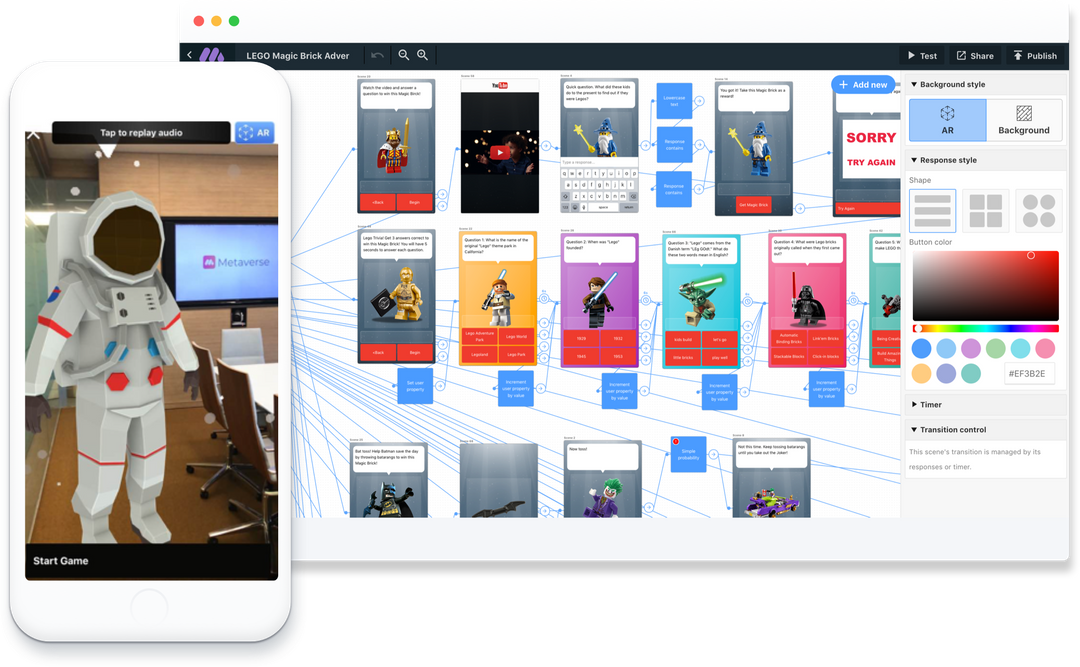 LEGO Magic Brick Adver
Test
Share
Publish
Tap to replay audio
AR
Metaverse
Start Game
Watch the video and answer a
question to win this Magic Brick!
<Back
Begin
YouTube
Quick question. What did these kids
do to the present to find out if they
were Legos?
Type a response...
q w e r t y u i o p
a s d f g h j k l
z x c v b n m
space
return
Lowercase
text
Response
contains
Response
contains
You got it! Take this Magic Brick as a
reward!
Get Magic Brick
Add new
SORRY
TRY AGAIN
Try Again
Lego Trivia! Get 3 answers correct to
win this Magic Brick! You will have 6
seconds to answer each question.
<Back
Begin
Question 1: What is the name of the
original "Lego" theme park in
California?
Lego Adventure
Park
Lego World
Legoland
Lego Park
Question 2: When was "Lego"
founded?
1928
1932
1940
1953
Question 3: "Lego" comes from the
Danish term "LEg GOdt." What do
these two words mean in English?
kids build
let's go
little bricks
play well
Question 4: What were Lego bricks
originally called when they first came
out?
Automatic
Binding Bricks
Link'em Bricks
Stackable Blocks
Click-in blocks
Question 5: W
make LEGO
Being Creati
Build Amazing
Things
Set user
property
Increment
user property
by value
Increment
user property
by value
Increment
user property
by value
Increment
user property
by value
Bat toss! Help Batman save the day
by throwing batarangs to win this
Magic Brick!
New toss!
Simple
probability
Not this time. Keep tossing batarangs
until you take out the Joker!
Background style
AR
Background
Response style
Shape
Button color
#EF3B2E
Timer
Transition control
This scene's transition is managed by its
responses or timer.